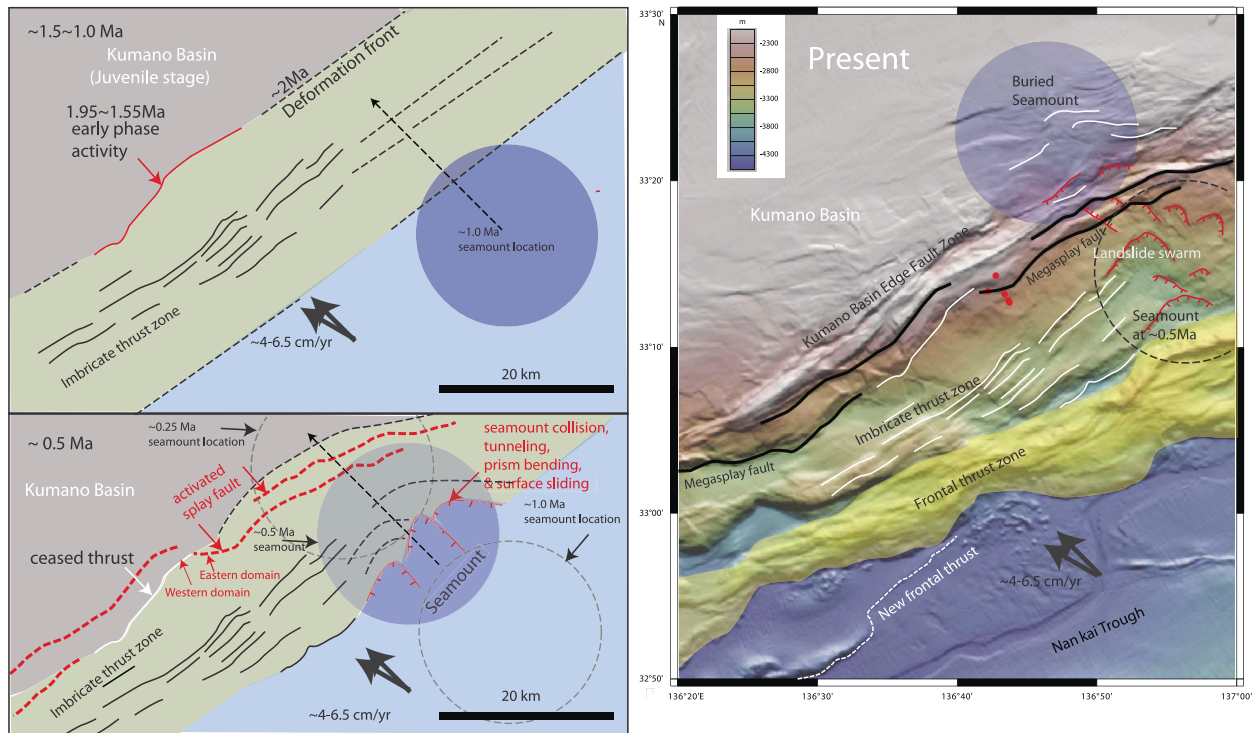 ~1.5~1.0 Ma
Kumano Basin
(Juvenile stage)
~2Ma
Deformation front
1.95~1.55Ma
early phase
activity
~1.0 Ma
seamount location
Imbricate thrust zone
~4-6.5 cm/yr
20 km
~ 0.5 Ma
~0.25 Ma
seamount location
seamount collision,
tunneling,
prism bending,
& surface sliding
activated
splay fault
Kumano Basin
~1.0 Ma
seamount location
~0.5 Ma
seamount
ceased thrust
Eastern domain
Western domain
Seamount
Imbricate thrust zone
~4-6.5 cm/yr
20 km
33°30'
N
m
-2300
-2800
-3300
-3800
-4300
Present
Buried
Seamount
33°20'
Kumano Basin
Kumano Basin Edge Fault Zone
Megasplay fault
Landslide swarm
Seamount
at ~0.5Ma
33°10'
Imbricate thrust zone
Megasplay fault
Frontal thrust zone
33°00'
New frontal thrust
~4-6.5 cm/yr
Nankai Trough
32°50'
136°20'E
136°30'
136°40'
136°50'
137°00'